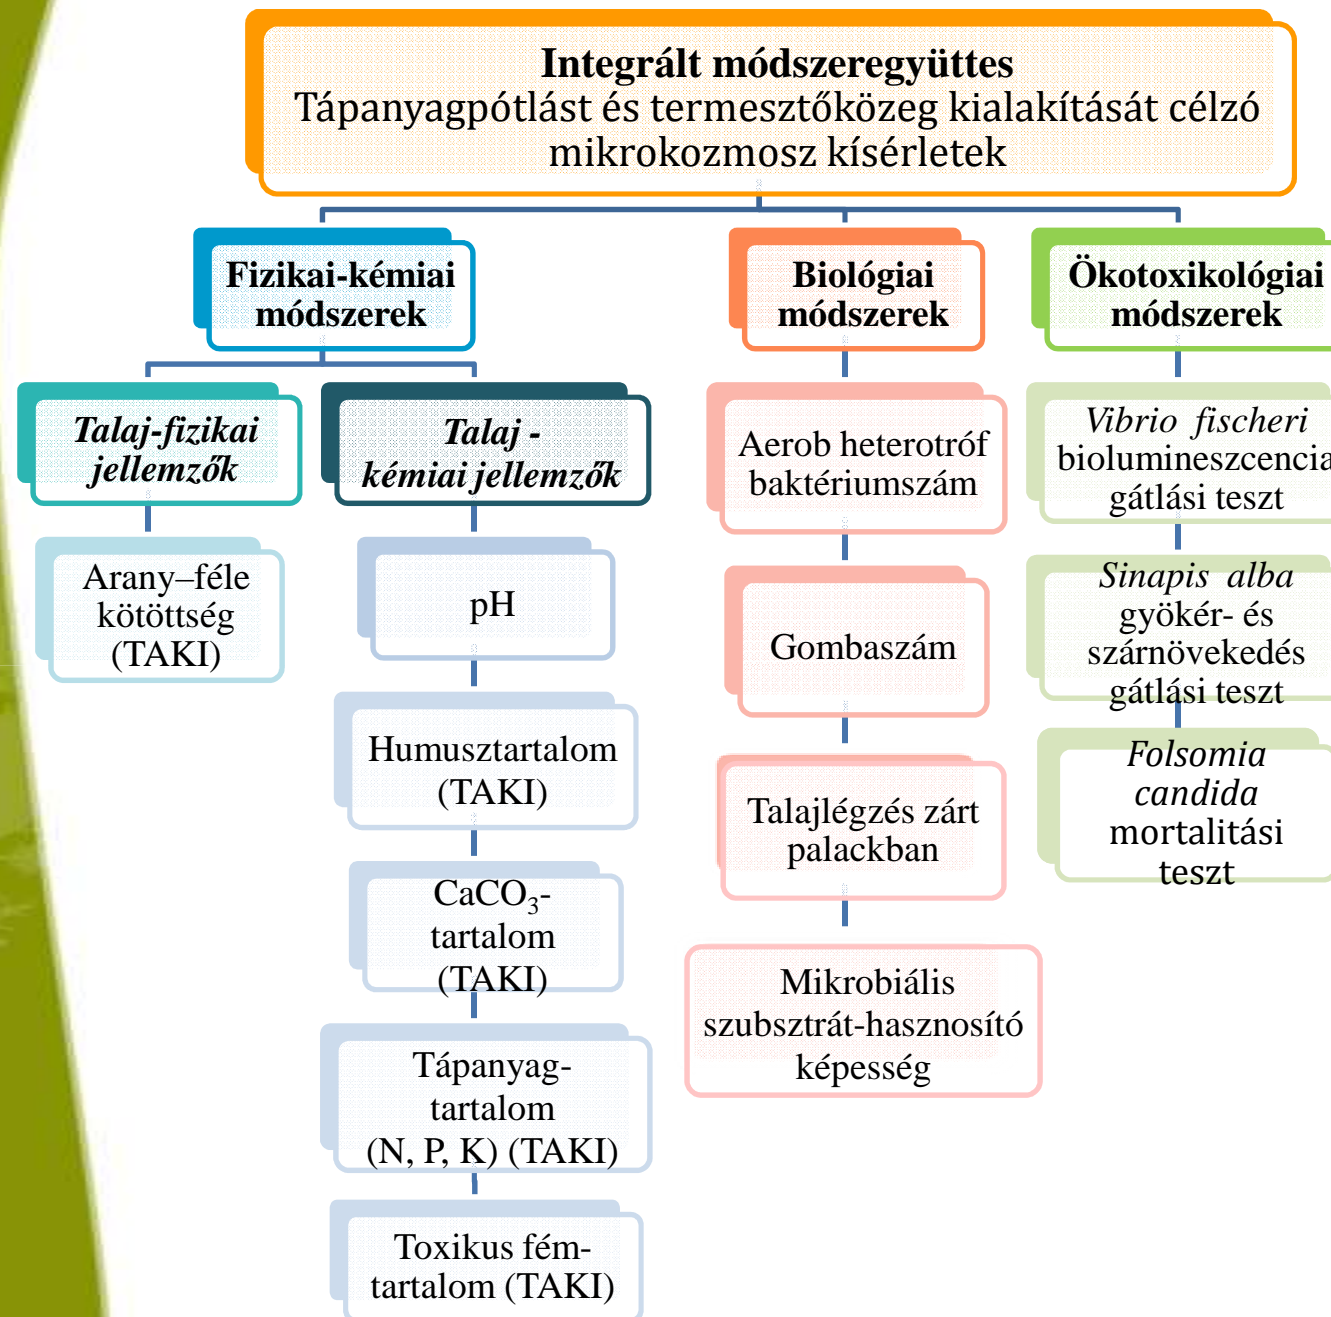 Integrált módszeregyüttes
Tápanyagpótlást és termesztőközeg kialakítását célzó
mikrokozmosz kísérletek
Fizikai-kémiai
módszerek
Talaj-fizikai
jellemzők
Arany–féle
kötöttség
(TAKI)
Talaj -
kémiai jellemzők
pH
Humusztartalom
(TAKI)
CaCO₃-
tartalom
(TAKI)
Tápanyag-
tartalom
(N, P, K) (TAKI)
Toxikus fém-
tartalom (TAKI)
Biológiai
módszerek
Aerob heterotróf
baktériumszám
Gombaszám
Talajlégzés zárt
palackban
Mikrobiális
szubsztrát-hasznosító
képesség
Ökotoxikológiai
módszerek
Vibrio fischeri
biolumineszcencia
gátlási teszt
Sinapis alba
gyökér- és
szárnövekedés
gátlási teszt
Folsomia
candida
mortalitási
teszt